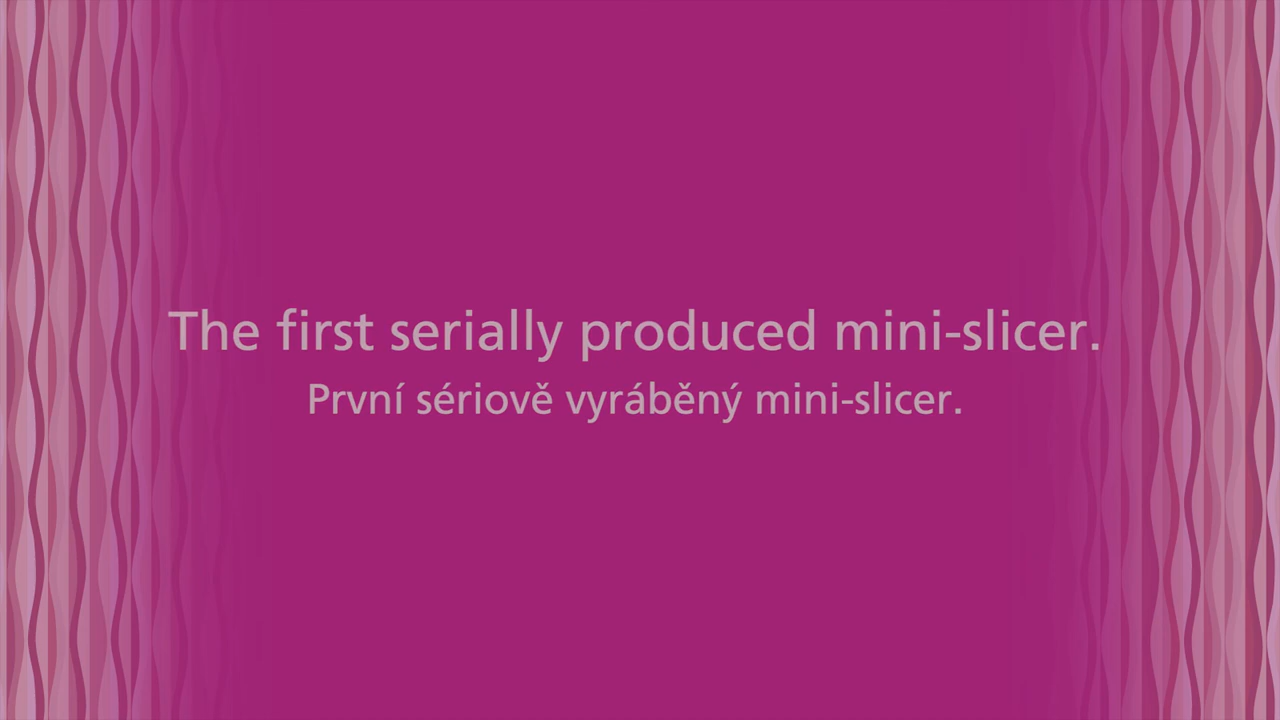 The first serially produced mini-slicer.
První sériově vyráběný mini-slicer.